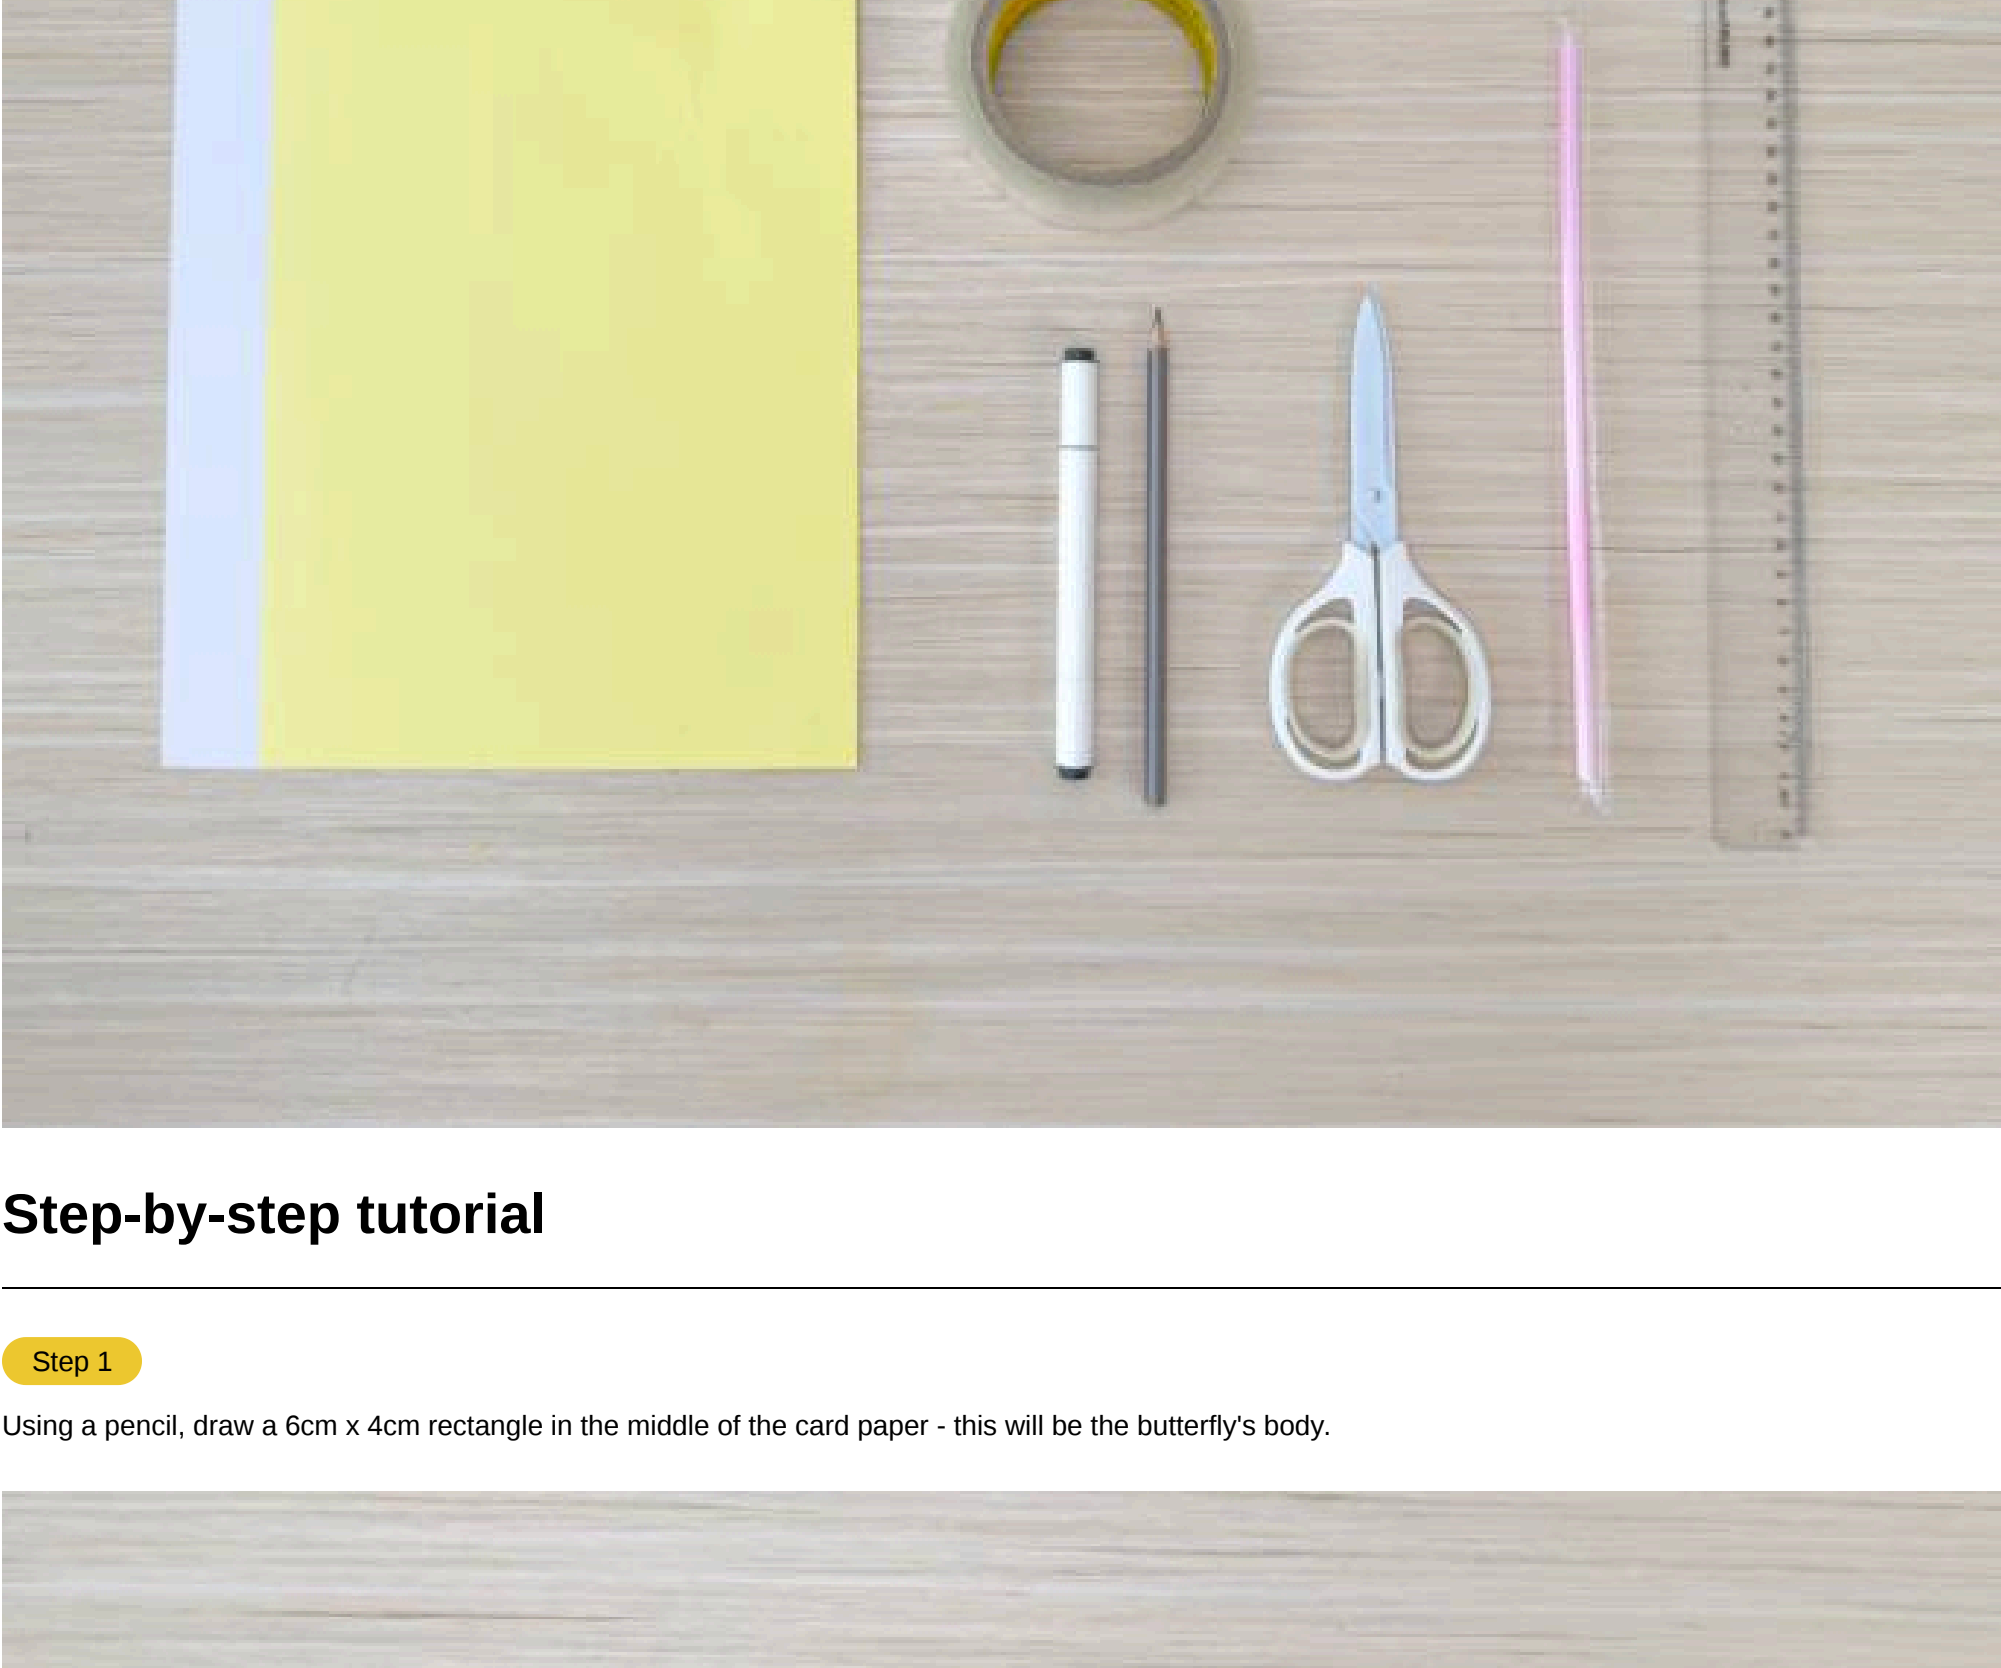 Step-by-step tutorial
Step 1
Using a pencil, draw a 6cm x 4cm rectangle in the middle of the card paper - this will be the butterfly's body.